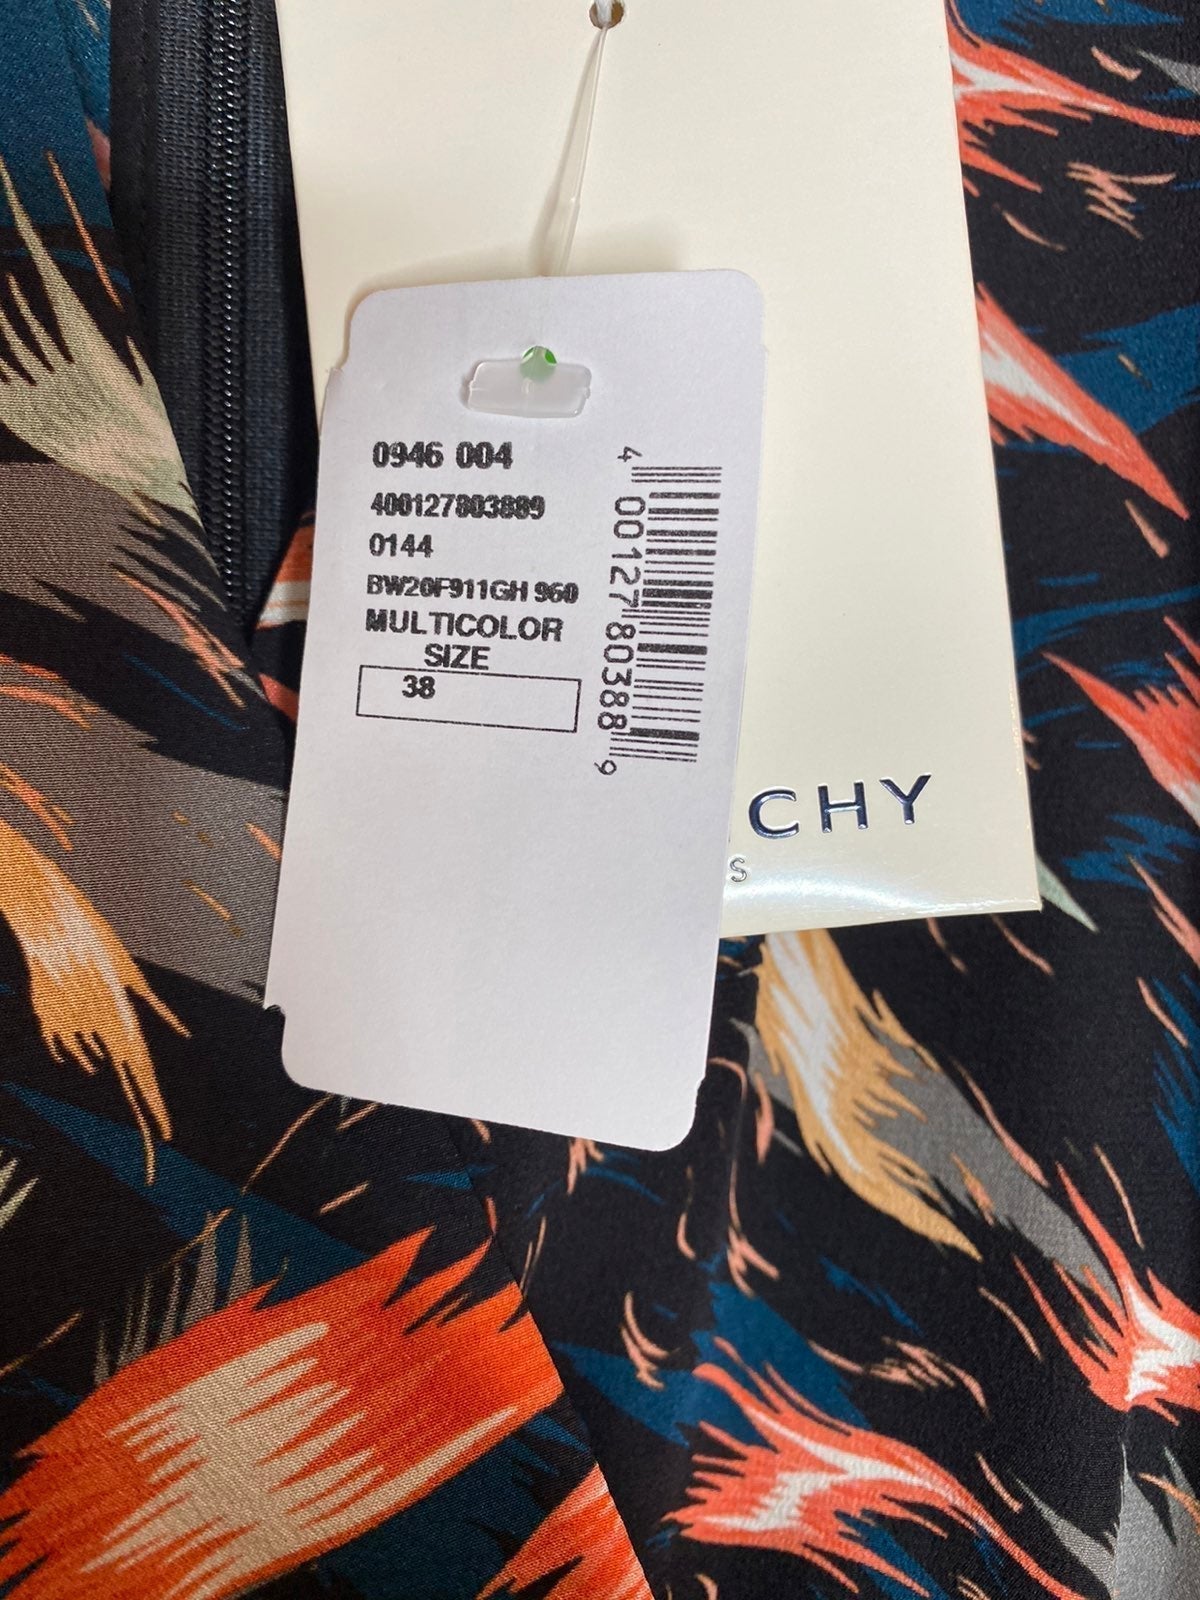 0946 004
400127803889
0144
BW20F911GH 960
MULTICOLOR
SIZE
38
4 00127 80388 9
CHY
S